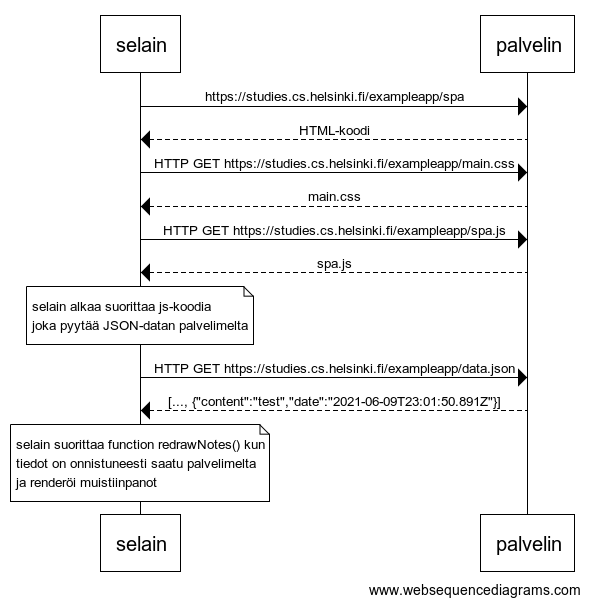 selain
palvelin
https://studies.cs.helsinki.fi/exampleapp/spa
HTML-koodi
HTTP GET https://studies.cs.helsinki.fi/exampleapp/main.css
main.css
HTTP GET https://studies.cs.helsinki.fi/exampleapp/spa.js
spa.js
selain alkaa suorittaa js-koodia
joka pyytää JSON-datan palvelimelta
HTTP GET https://studies.cs.helsinki.fi/exampleapp/data.json
[..., {"content":"test","date":"2021-06-09T23:01:50.891Z"}]
selain suorittaa function redrawNotes() kun
tiedot on onnistuneesti saatu palvelimelta
ja renderöi muistiinpanot
selain
palvelin
www.websequencediagrams.com